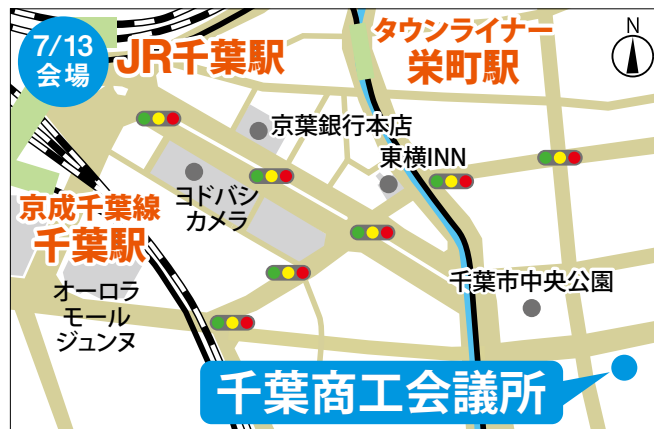 7/13
会場
JR千葉駅
タウンライナー
栄町駅
N
京葉銀行本店
東横INN
ヨドバシ
カメラ
京成千葉線
千葉駅
オーロラ
モール
ジュンヌ
千葉市中央公園
千葉商工会議所